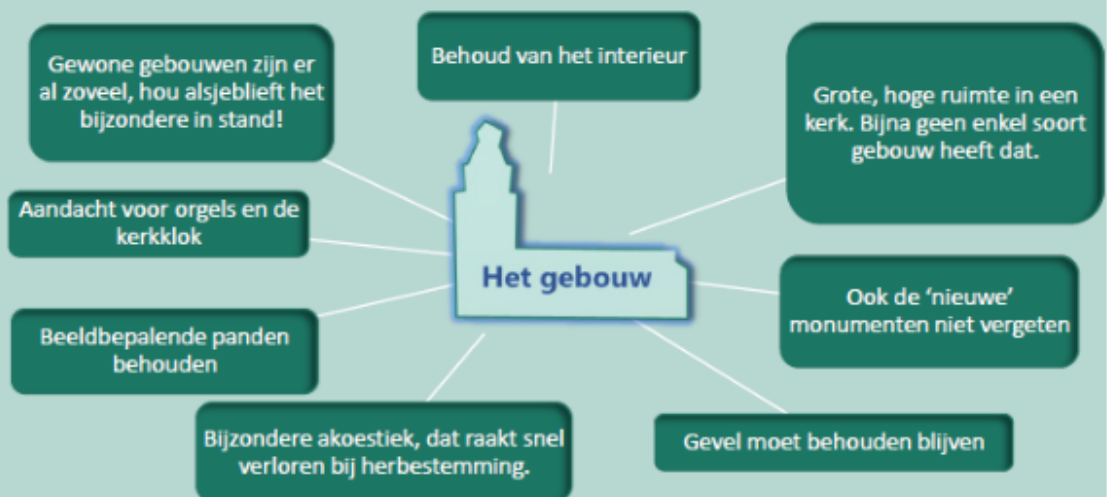 Gewone gebouwen zijn er
al zoveel, hou alsjeblieft het
bijzondere in stand!
Behoud van het interieur
Grote, hoge ruimte in een
kerk. Bijna geen enkel soort
gebouw heeft dat.
Aandacht voor orgels en de
kerkklok
Het gebouw
Ook de ‘nieuwe’
monumenten niet vergeten
Beeldbepalende panden
behouden
Bijzondere akoestiek, dat raakt snel
verloren bij herbestemming.
Gevel moet behouden blijven